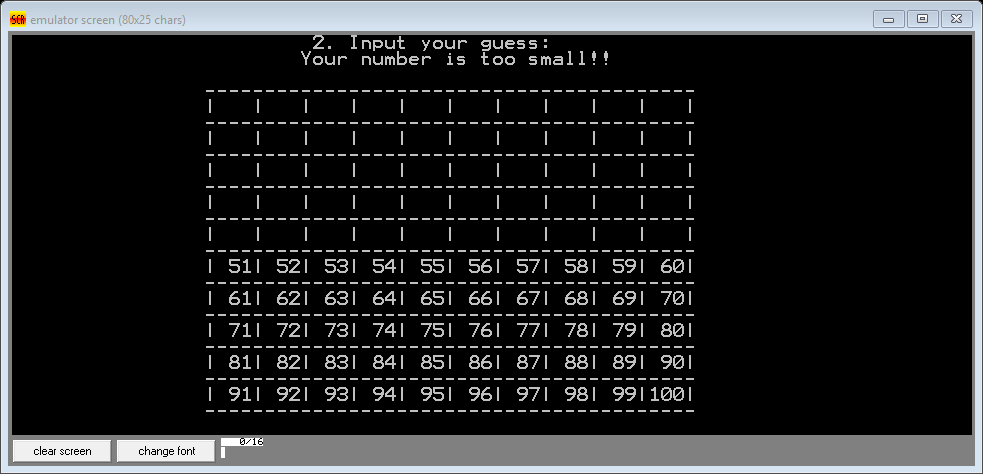 SCR emulator screen (80x25 chars)
2. Input your guess:
Your number is too small!!
-----------------------------------------
|   |   |   |   |   |   |   |   |   |   |
-----------------------------------------
|   |   |   |   |   |   |   |   |   |   |
-----------------------------------------
|   |   |   |   |   |   |   |   |   |   |
-----------------------------------------
|   |   |   |   |   |   |   |   |   |   |
-----------------------------------------
|   |   |   |   |   |   |   |   |   |   |
-----------------------------------------
| 51| 52| 53| 54| 55| 56| 57| 58| 59| 60|
-----------------------------------------
| 61| 62| 63| 64| 65| 66| 67| 68| 69| 70|
-----------------------------------------
| 71| 72| 73| 74| 75| 76| 77| 78| 79| 80|
-----------------------------------------
| 81| 82| 83| 84| 85| 86| 87| 88| 89| 90|
-----------------------------------------
| 91| 92| 93| 94| 95| 96| 97| 98| 99|100|
-----------------------------------------
clear screen change font 0/16